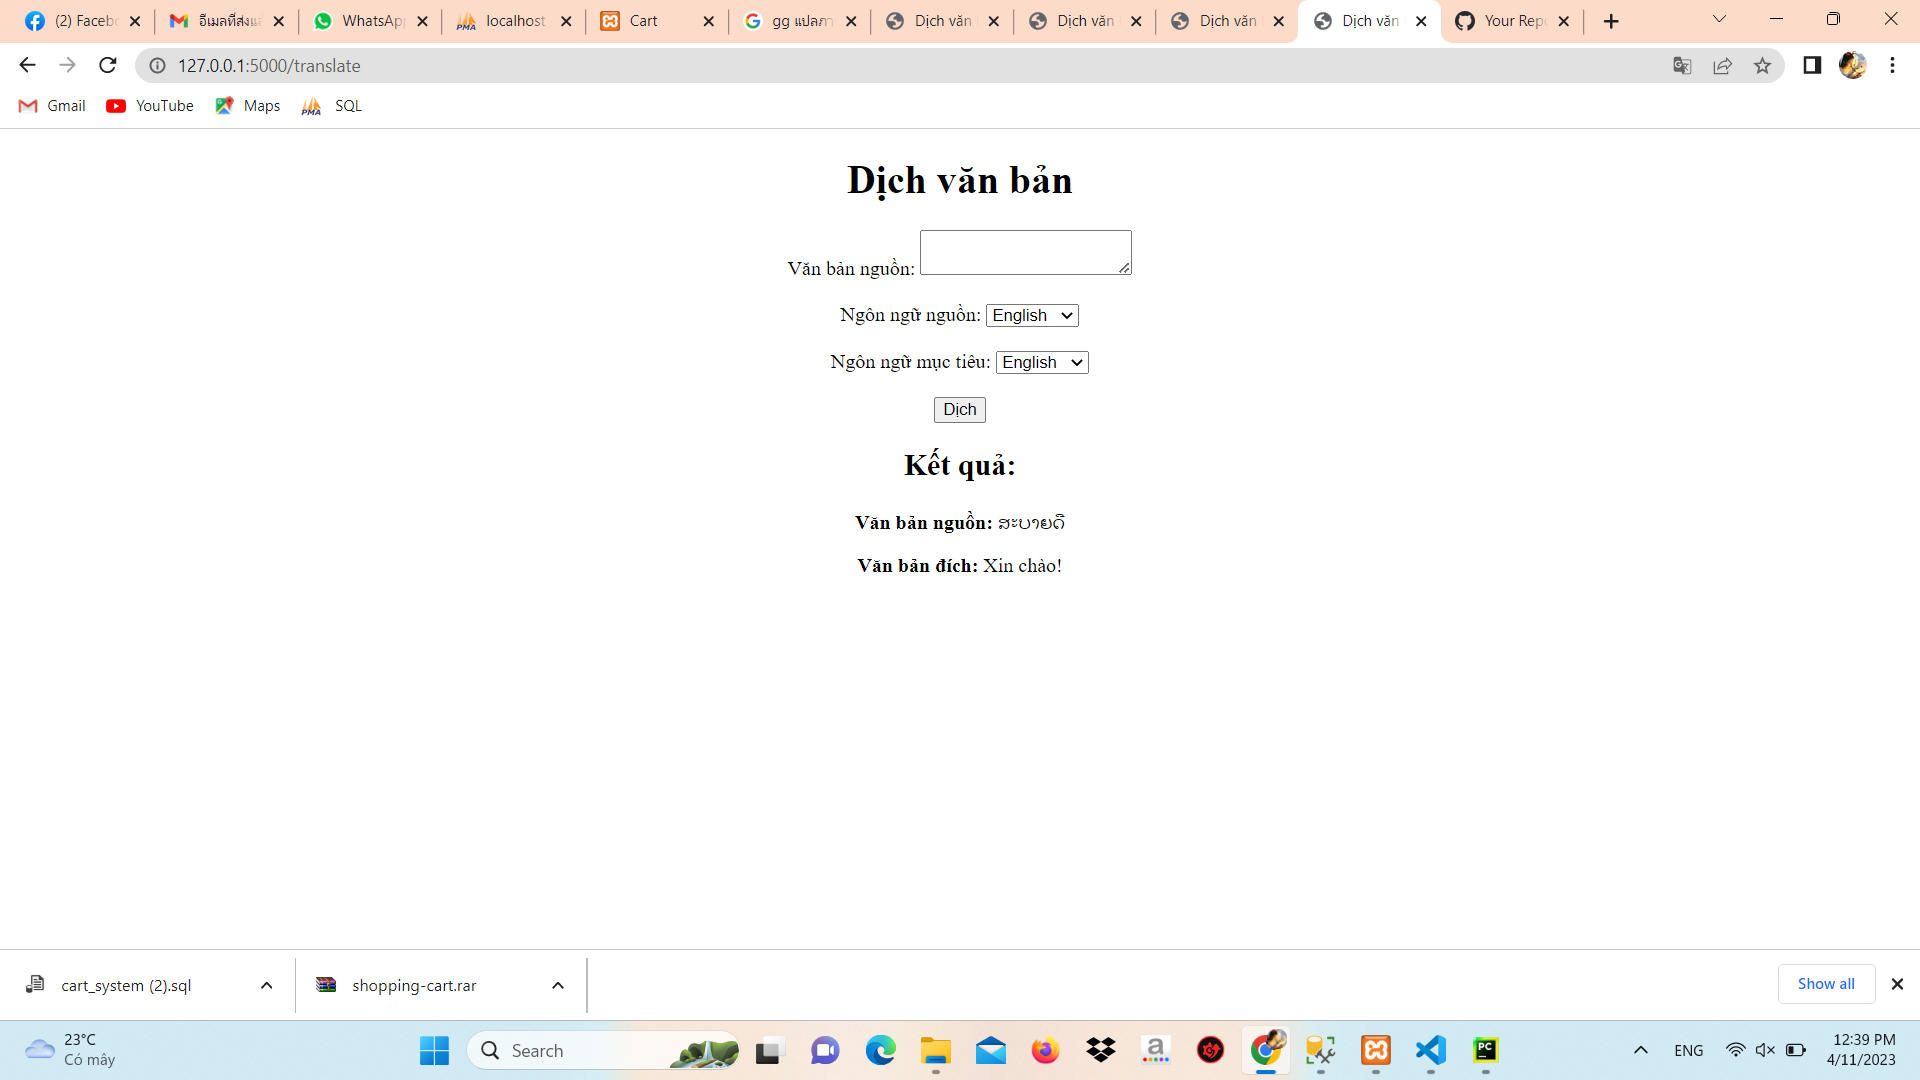 (2) Facebo
อีเมลที่ส่งแล
WhatsApp
localhost
Cart
gg แปลภา
Dịch văn
Dịch văn
Dịch văn
Dịch văn
Your Repo
127.0.0.1:5000/translate
Gmail
YouTube
Maps
SQL
Dịch văn bản
Văn bản nguồn:
Ngôn ngữ nguồn: English
Ngôn ngữ mục tiêu: English
Dịch
Kết quả:
Văn bản nguồn: ສະບາຍດີ
Văn bản đích: Xin chào!
cart_system (2).sql
shopping-cart.rar
Show all
23°C
Có mây
Search
ENG
12:39 PM
4/11/2023